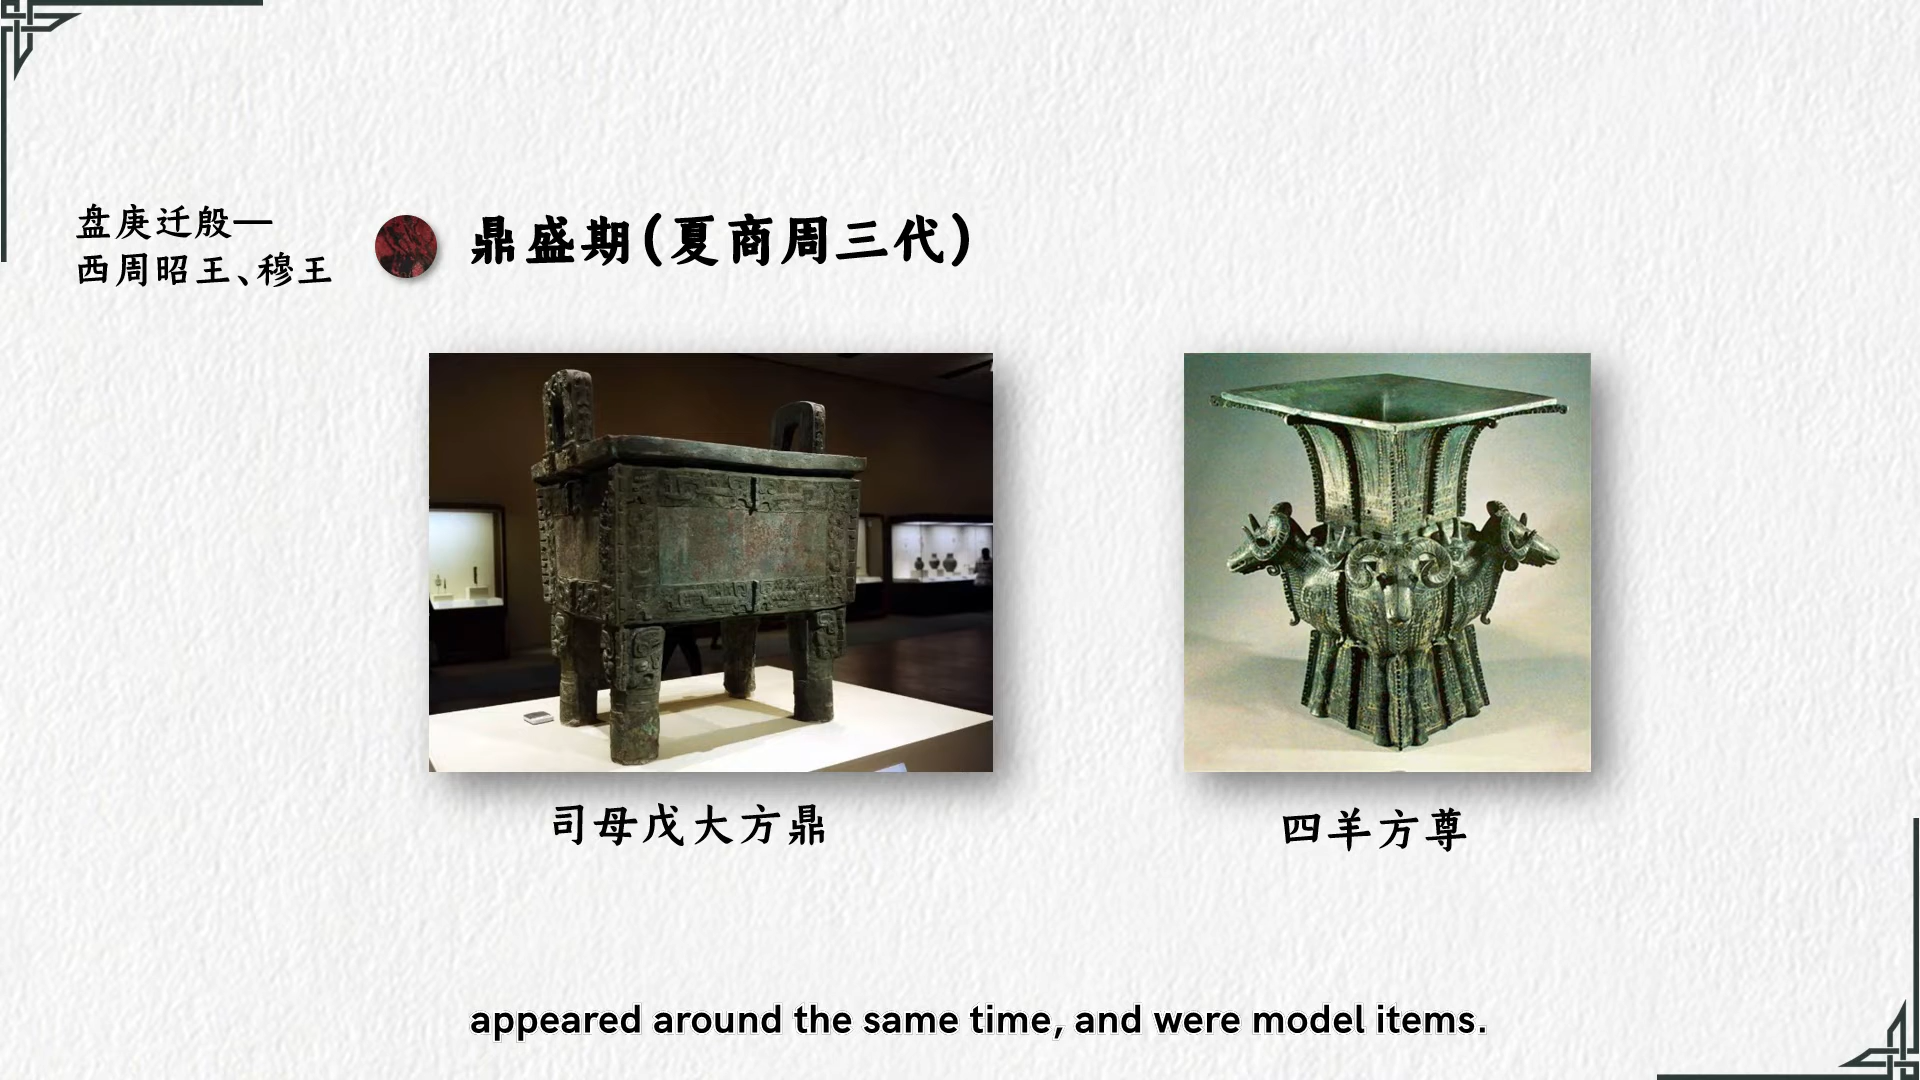 盘庚迁殷—
西周昭王、穆王
鼎盛期(夏商周三代)
司母戊大方鼎
四羊方尊
appeared around the same time, and were model items.